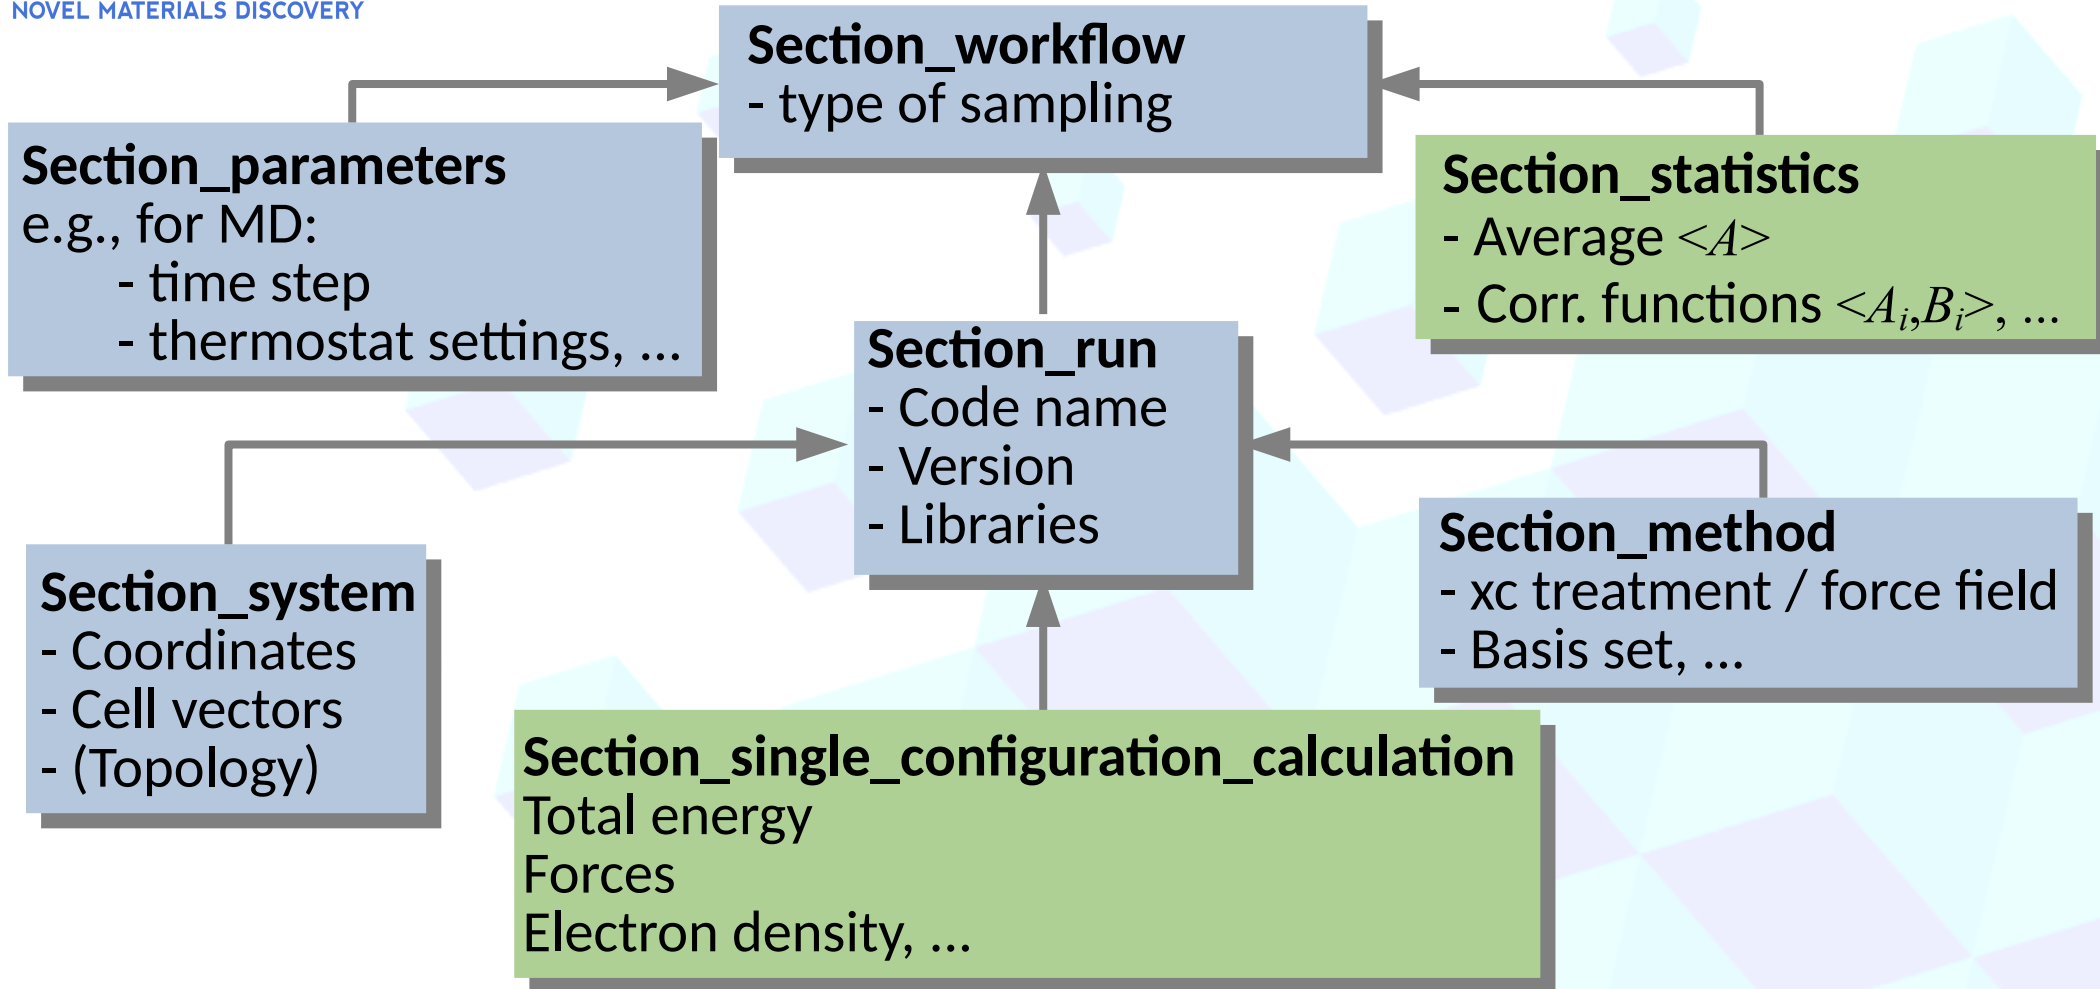 NOVEL MATERIALS DISCOVERY
Section_workflow
- type of sampling
Section_parameters
e.g., for MD:
- time step
- thermostat settings, ...
Section_statistics
- Average <A>
- Corr. functions <Aᵢ,Bᵢ>, ...
Section_run
- Code name
- Version
- Libraries
Section_system
- Coordinates
- Cell vectors
- (Topology)
Section_method
- xc treatment / force field
- Basis set, ...
Section_single_configuration_calculation
Total energy
Forces
Electron density, ...